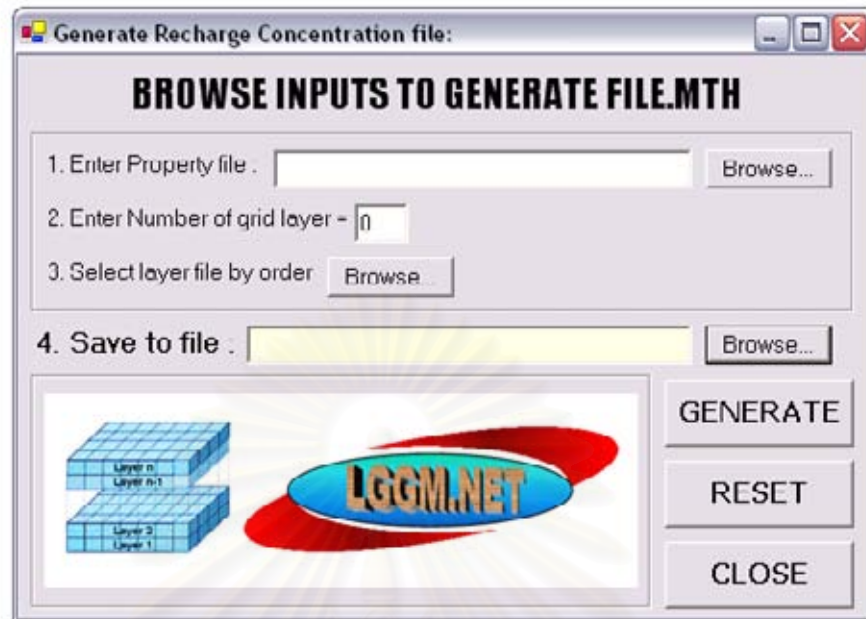 Generate Recharge Concentration file:
BROWSE INPUTS TO GENERATE FILE.MTH
1. Enter Property file :
Browse...
2. Enter Number of grid layer =
0
3. Select layer file by order
Browse...
4. Save to file :
Browse...
Layer n
Layer n-1
Layer 2
Layer 1
LGGM.NET
GENERATE
RESET
CLOSE